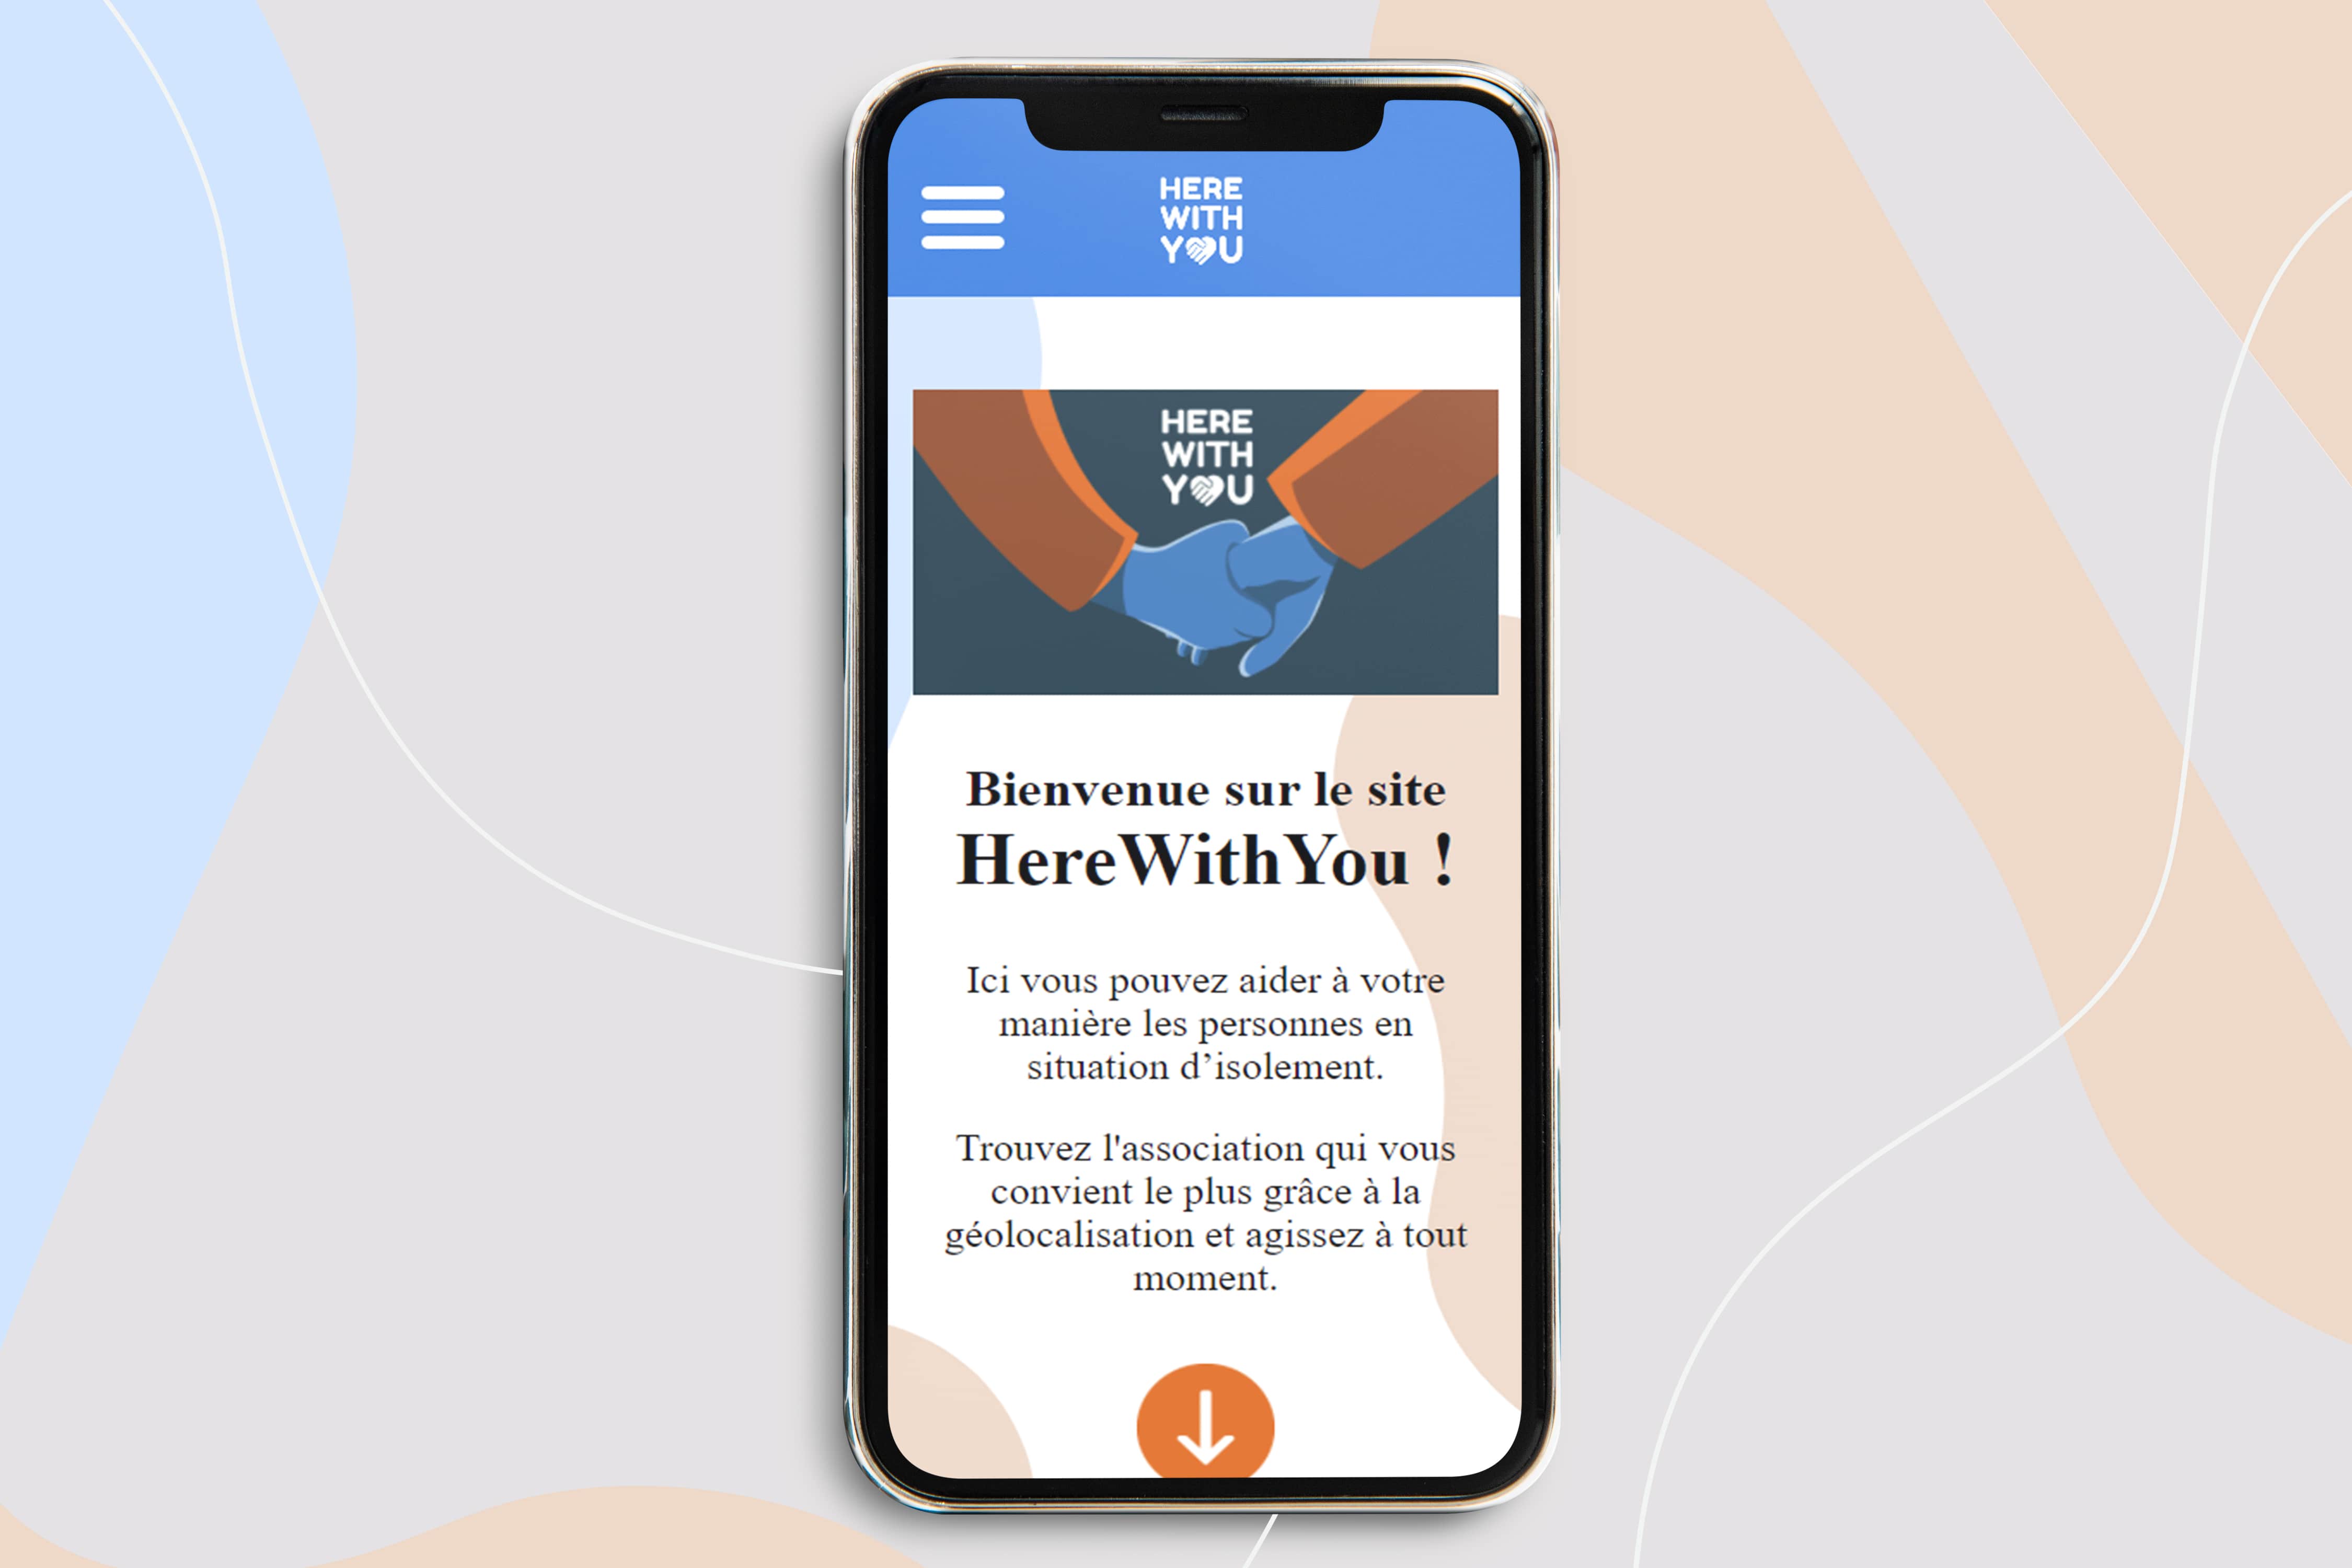 HERE
WITH
YOU
HERE
WITH
YOU
Bienvenue sur le site
HereWithYou !
Ici vous pouvez aider à votre
manière les personnes en
situation d’isolement.
Trouvez l'association qui vous
convient le plus grâce à la
géolocalisation et agissez à tout
moment.